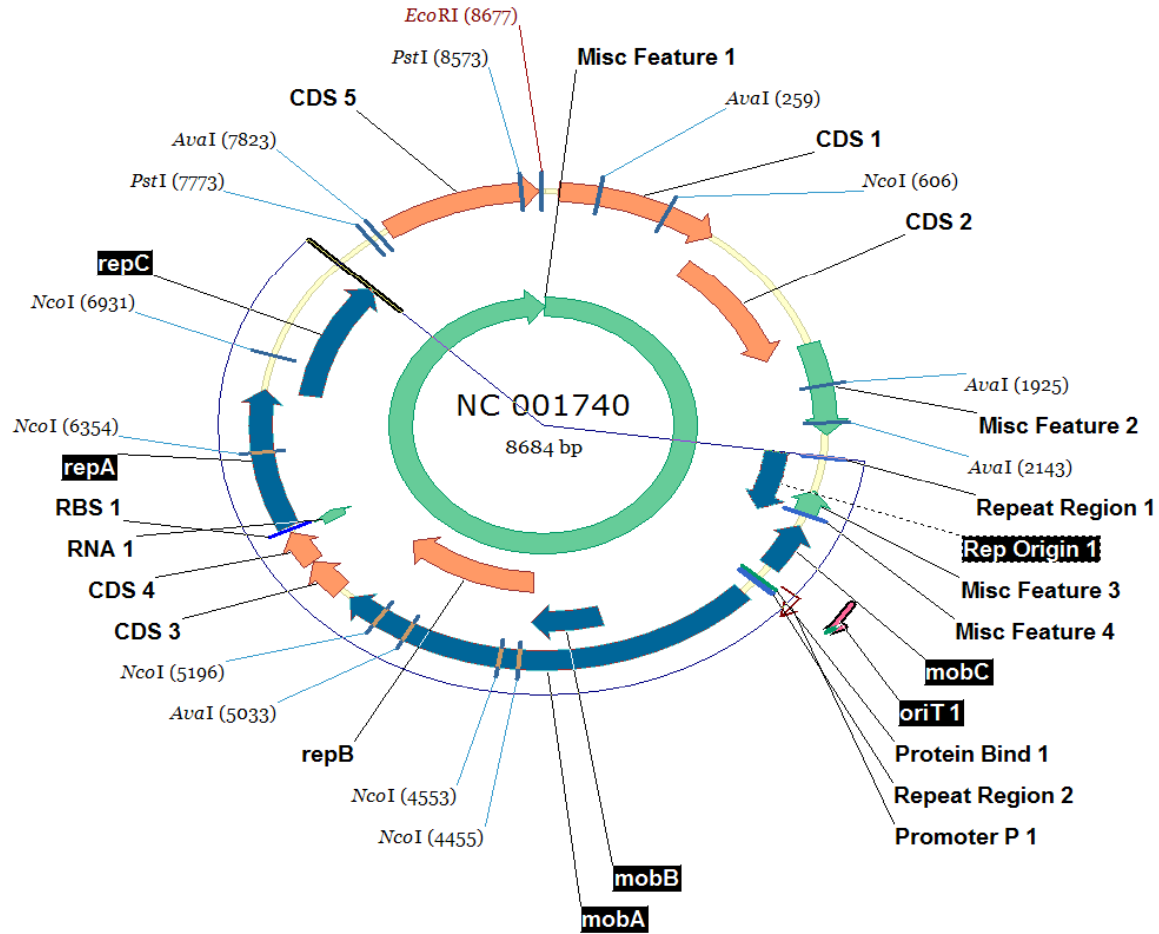 EcoRI (8677)
PstI (8573)
Misc Feature 1
CDS 5
AvaI (259)
AvaI (7823)
CDS 1
PstI (7773)
NcoI (606)
CDS 2
repC
NcoI (6931)
NC 001740
8684 bp
AvaI (1925)
Misc Feature 2
NcoI (6354)
repA
AvaI (2143)
RBS 1
Repeat Region 1
RNA 1
Rep Origin 1
CDS 4
Misc Feature 3
CDS 3
Misc Feature 4
NcoI (5196)
mobC
AvaI (5033)
oriT 1
repB
Protein Bind 1
NcoI (4553)
Repeat Region 2
NcoI (4455)
Promoter P 1
mobB
mobA